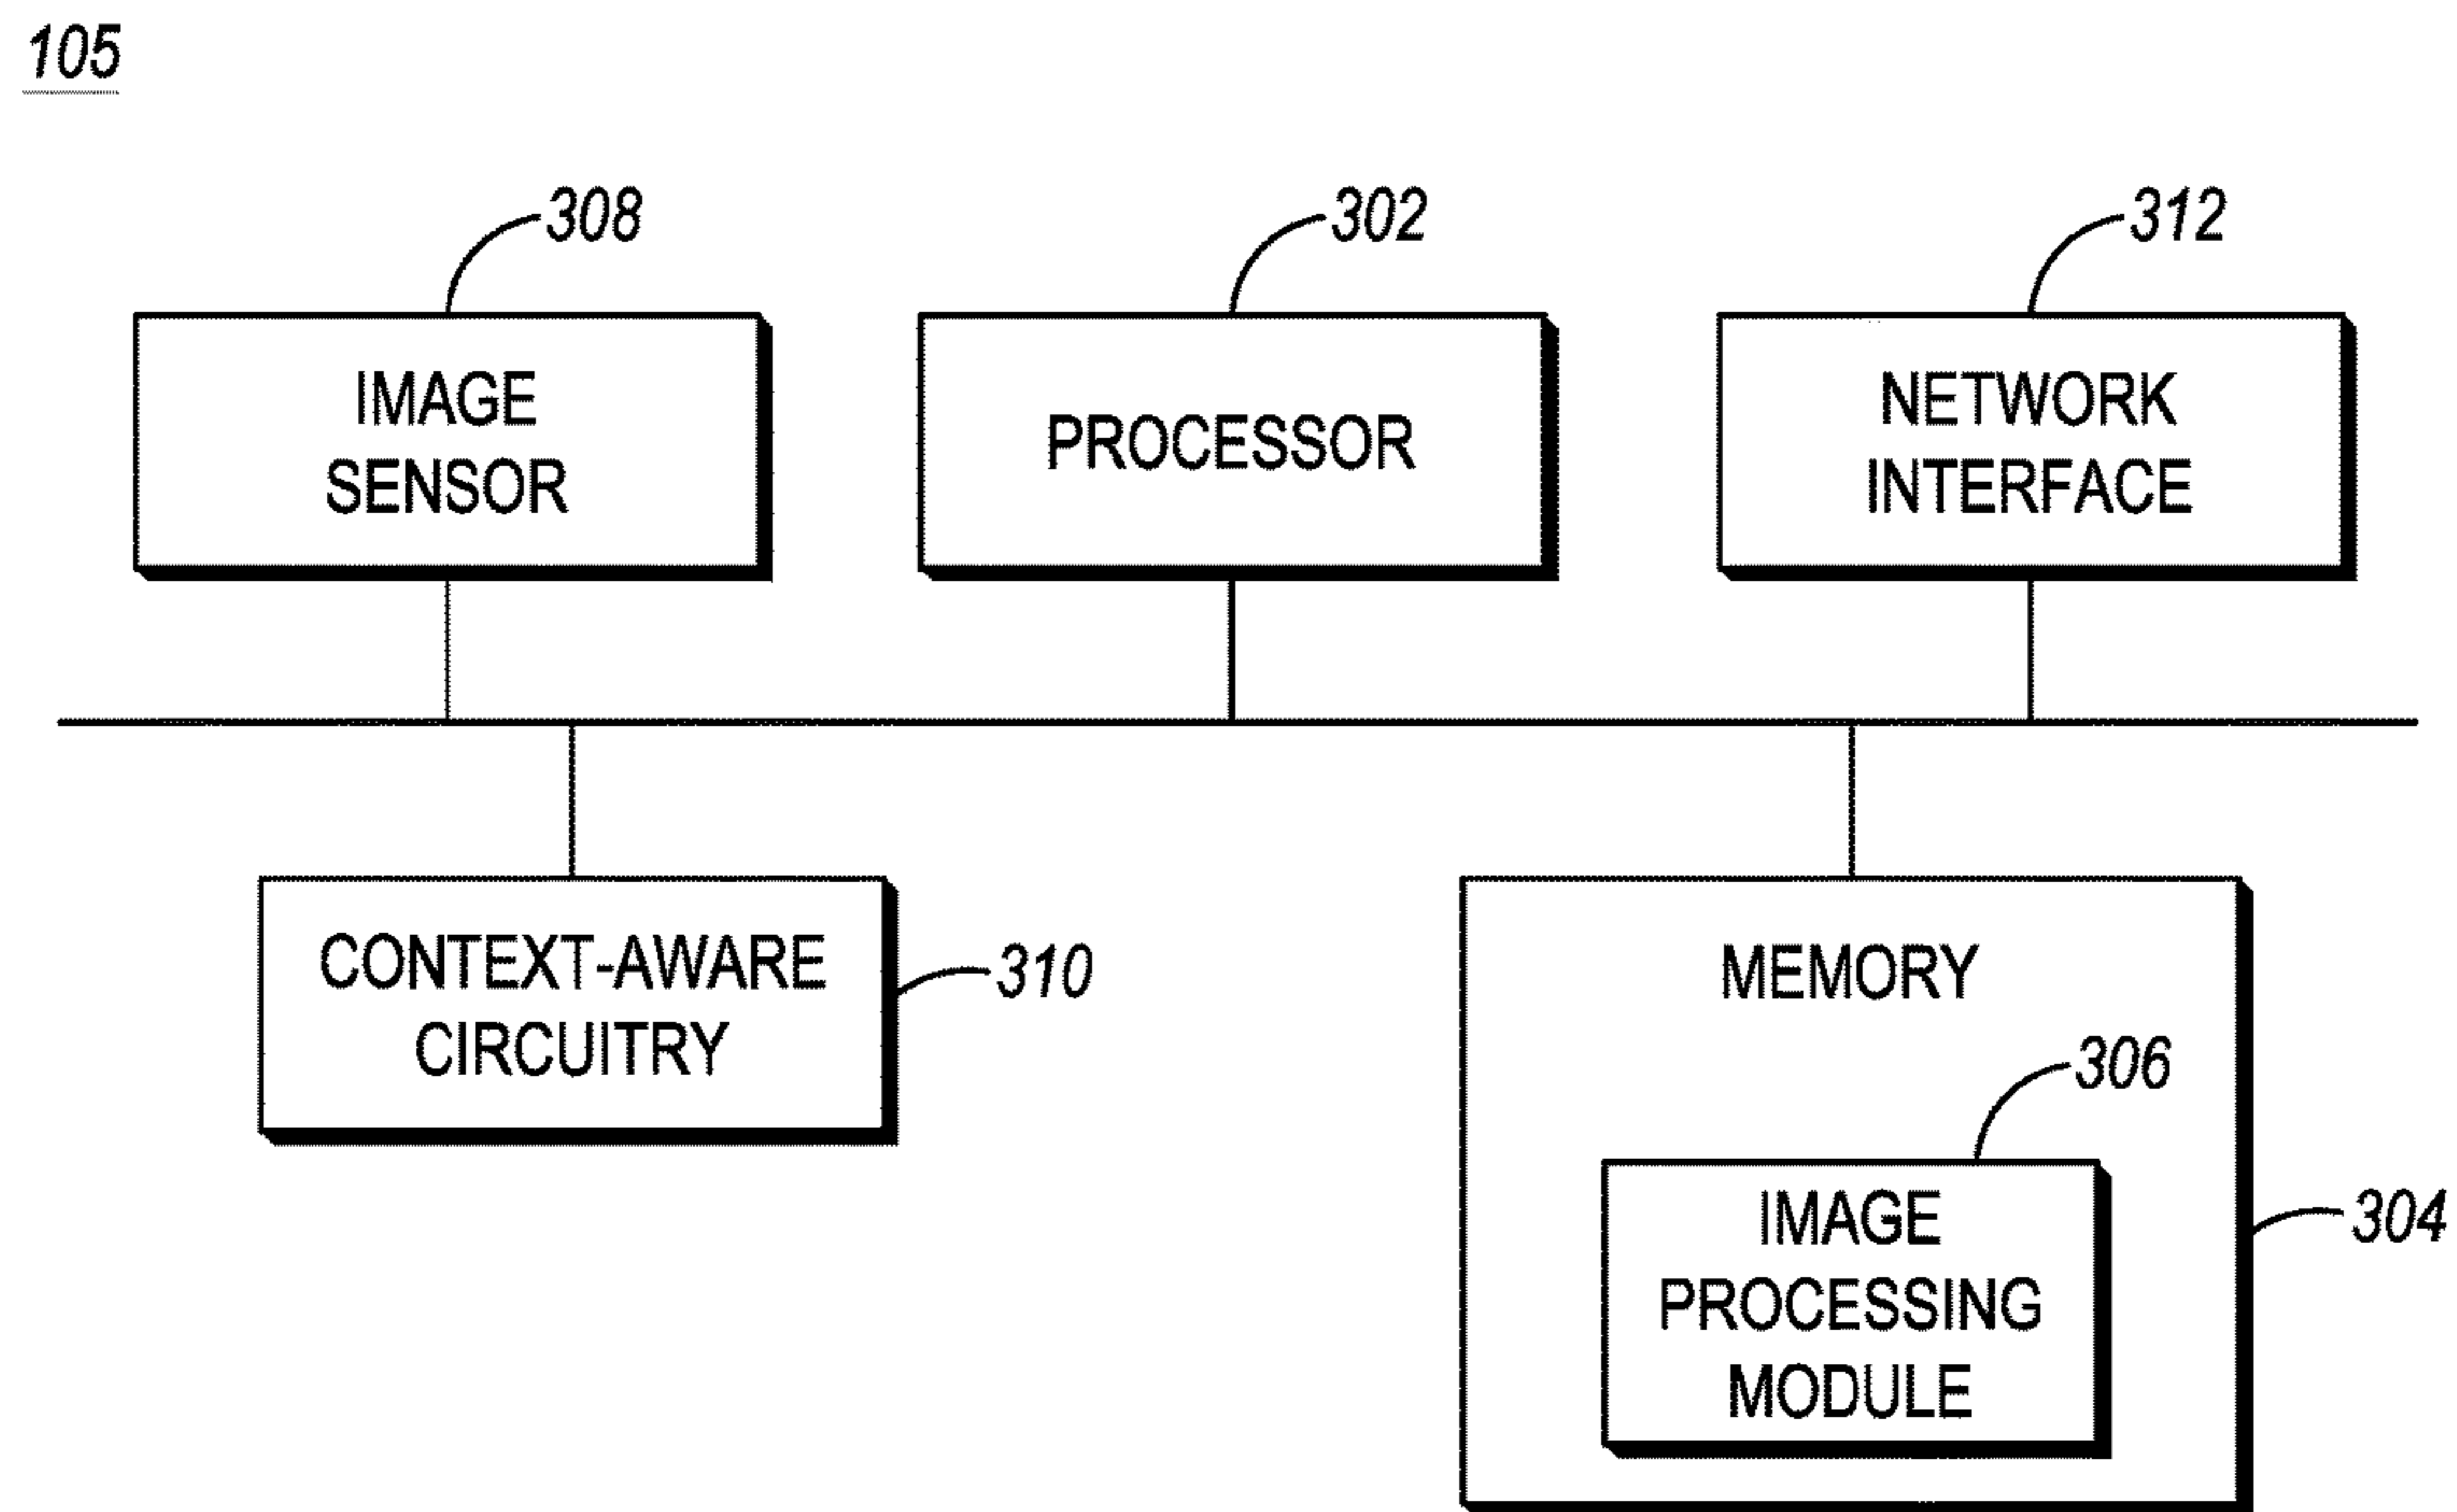 105
308
302
312
IMAGE
SENSOR
PROCESSOR
NETWORK
INTERFACE
CONTEXT-AWARE
CIRCUITRY
310
MEMORY
306
IMAGE
PROCESSING
MODULE
304